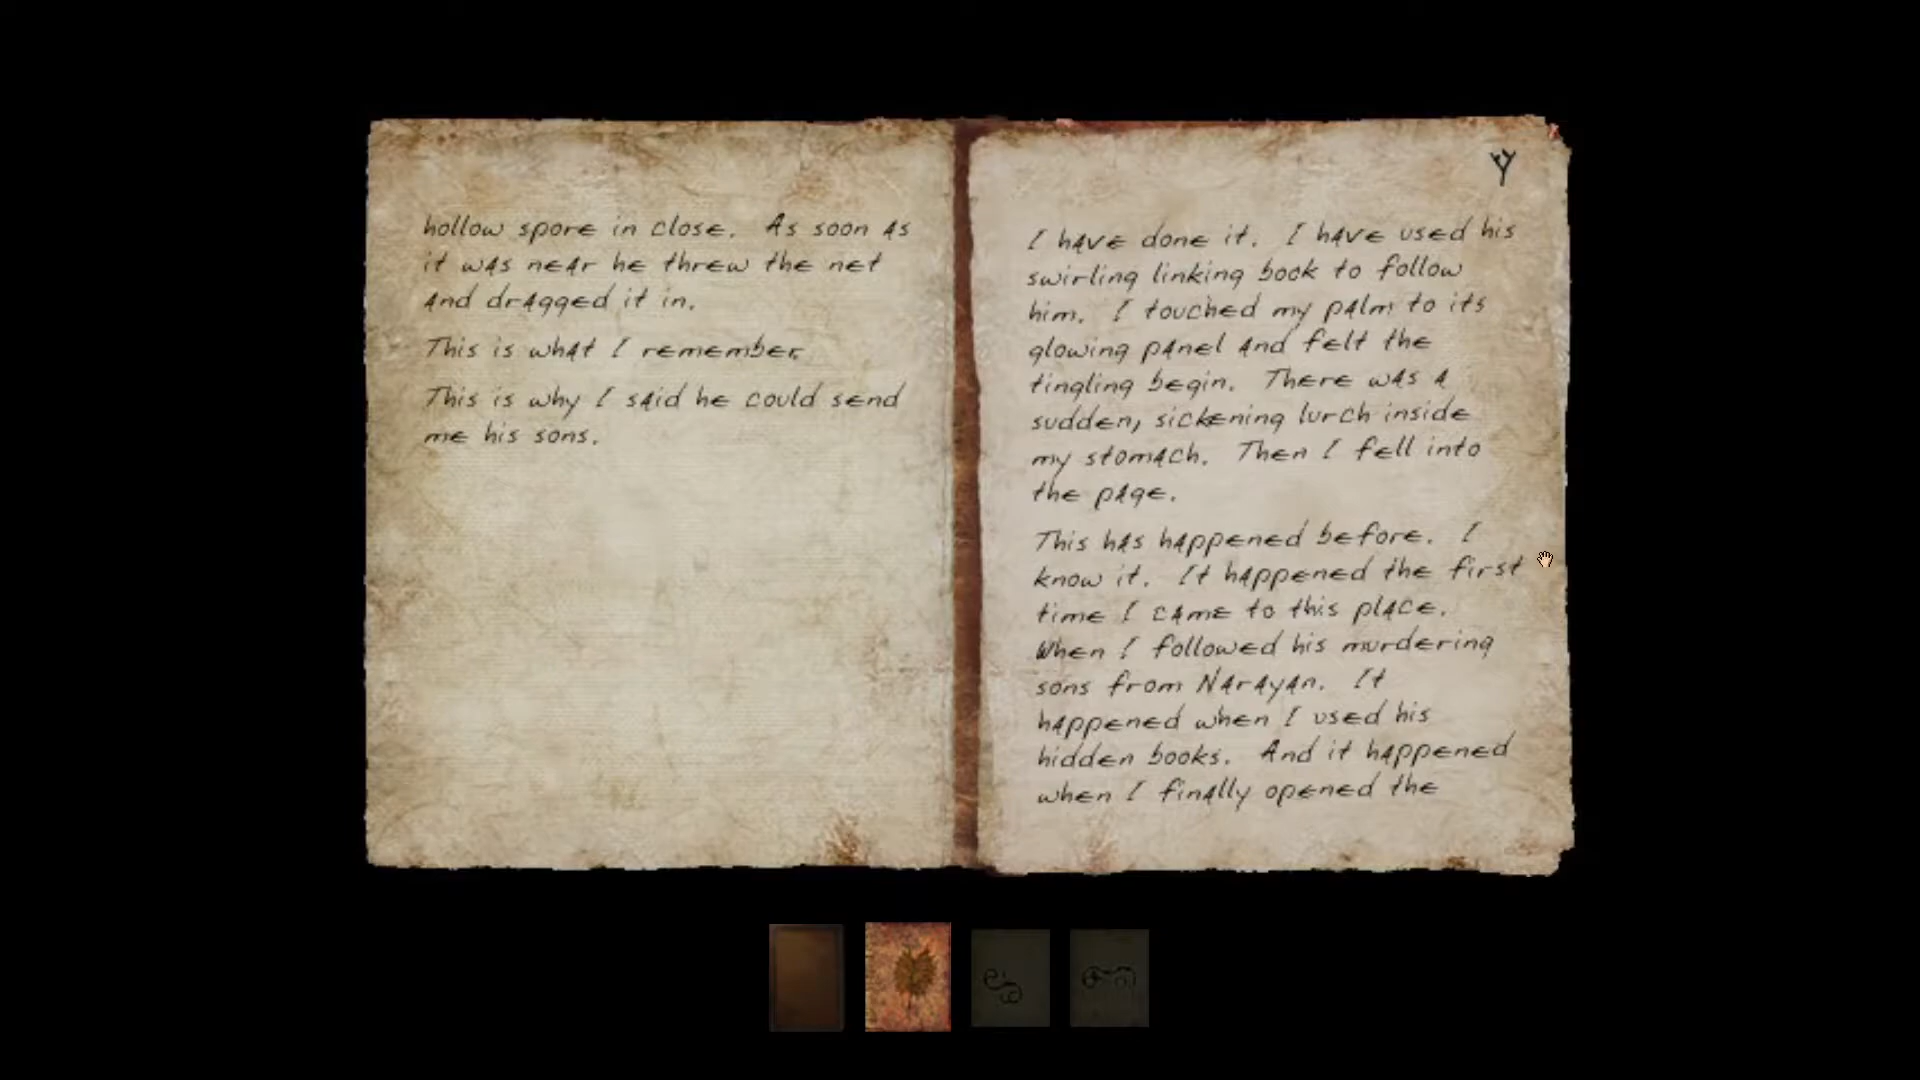 hollow spore in close. As soon as
it was near he threw the net
and dragged it in.
This is what I remember.
This is why I said he could send
me his sons.
I have done it. I have used his
swirling linking book to follow
him. I touched my palm to its
glowing panel and felt the
tingling begin. There was a
sudden, sickening lurch inside
my stomach. Then I fell into
the page.
This has happened before. I
know it. It happened the first
time I came to this place.
When I followed his murdering
sons from Narayan. It
happened when I used his
hidden books. And it happened
when I finally opened the